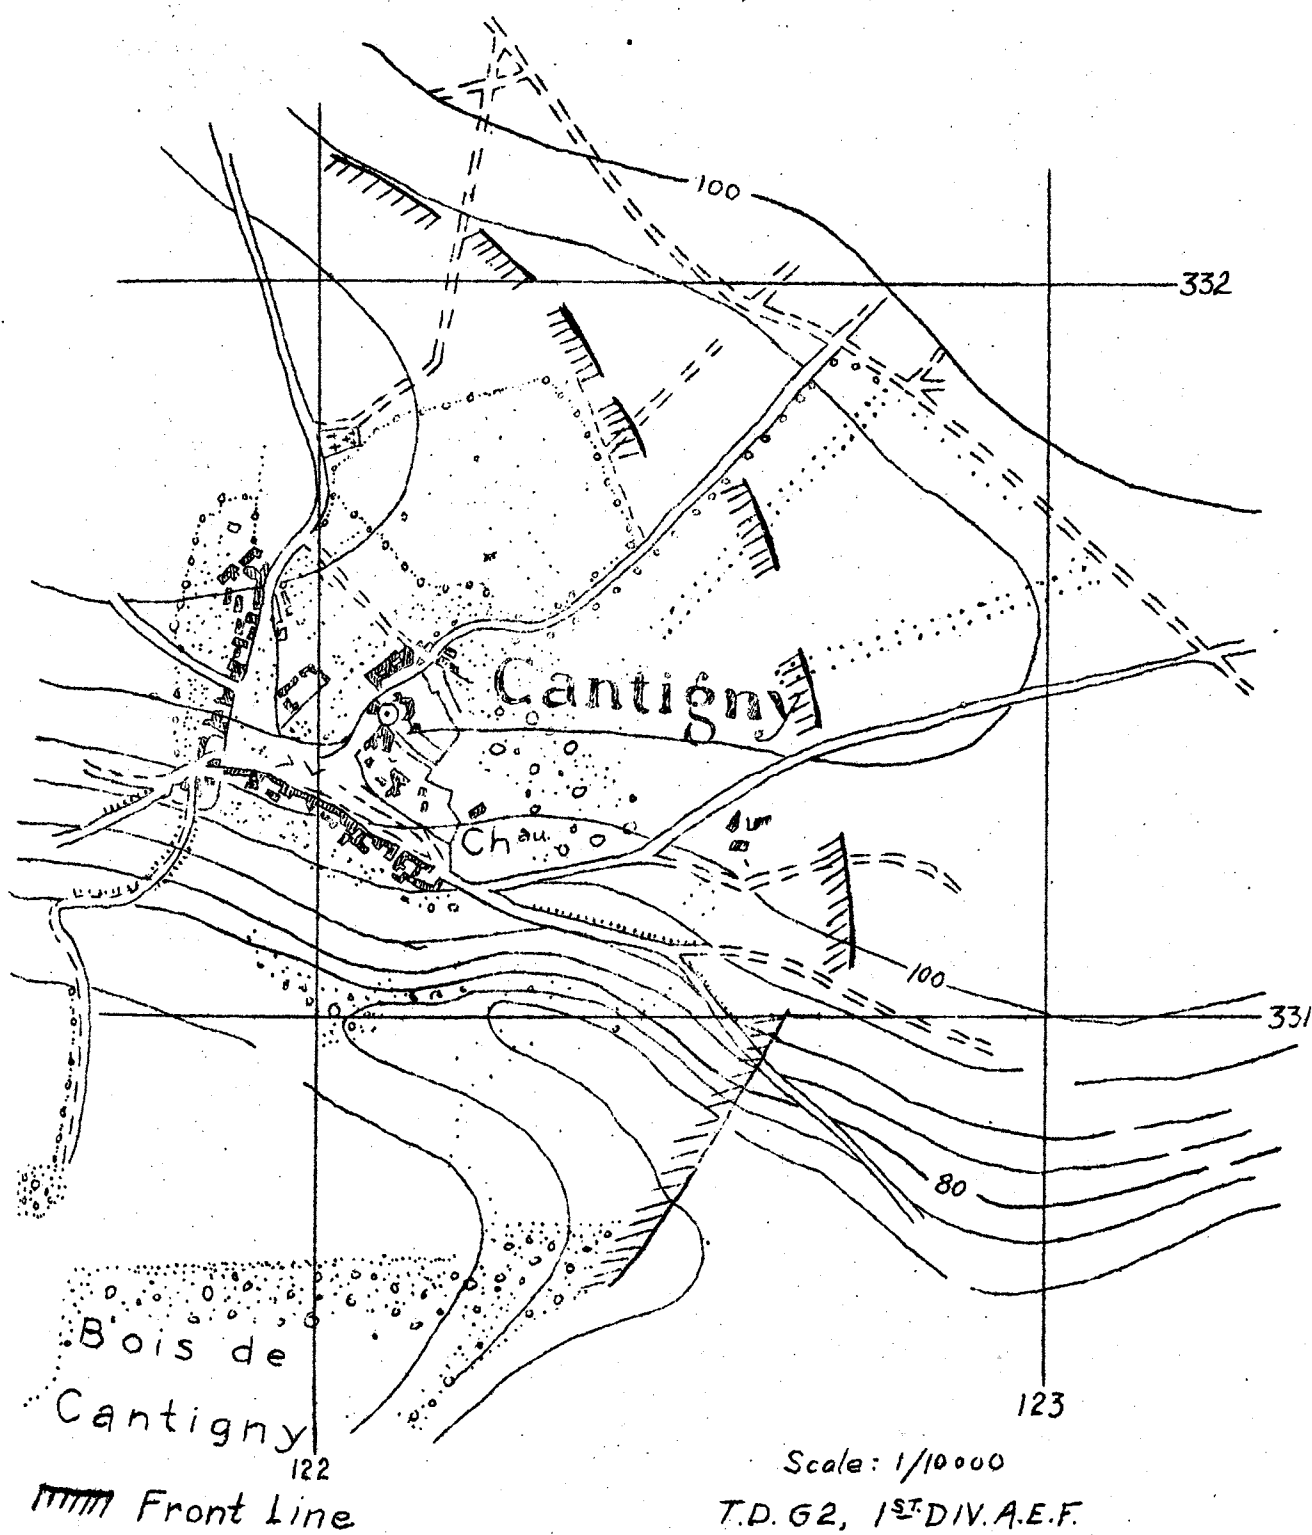 100
332
Cantigny
Chau.
100
331
80
Bois de
Cantigny
123
122
Scale: 1/10000
Front Line
T.D. G2, 1ST. DIV. A.E.F.